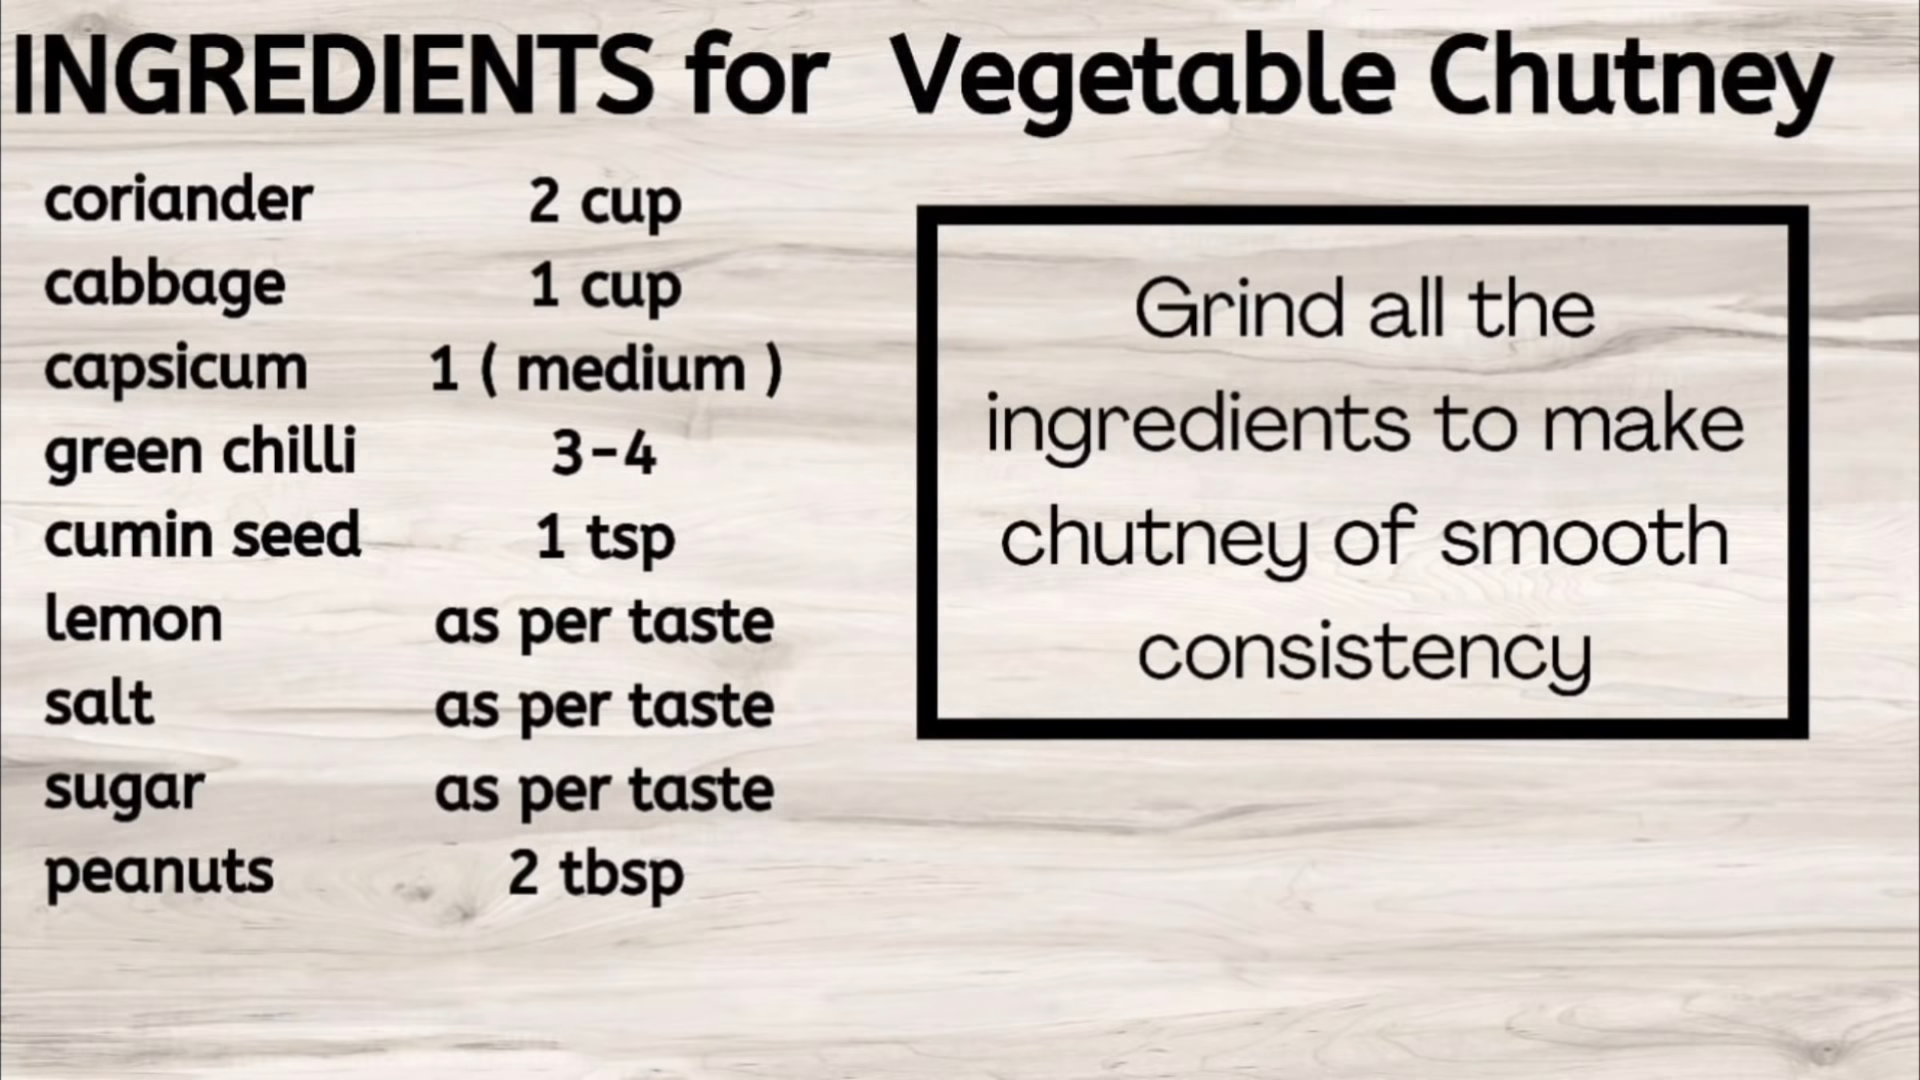 INGREDIENTS for Vegetable Chutney
coriander 2 cup
cabbage 1 cup
capsicum 1 ( medium )
green chilli 3-4
cumin seed 1 tsp
lemon as per taste
salt as per taste
sugar as per taste
peanuts 2 tbsp
Grind all the
ingredients to make
chutney of smooth
consistency